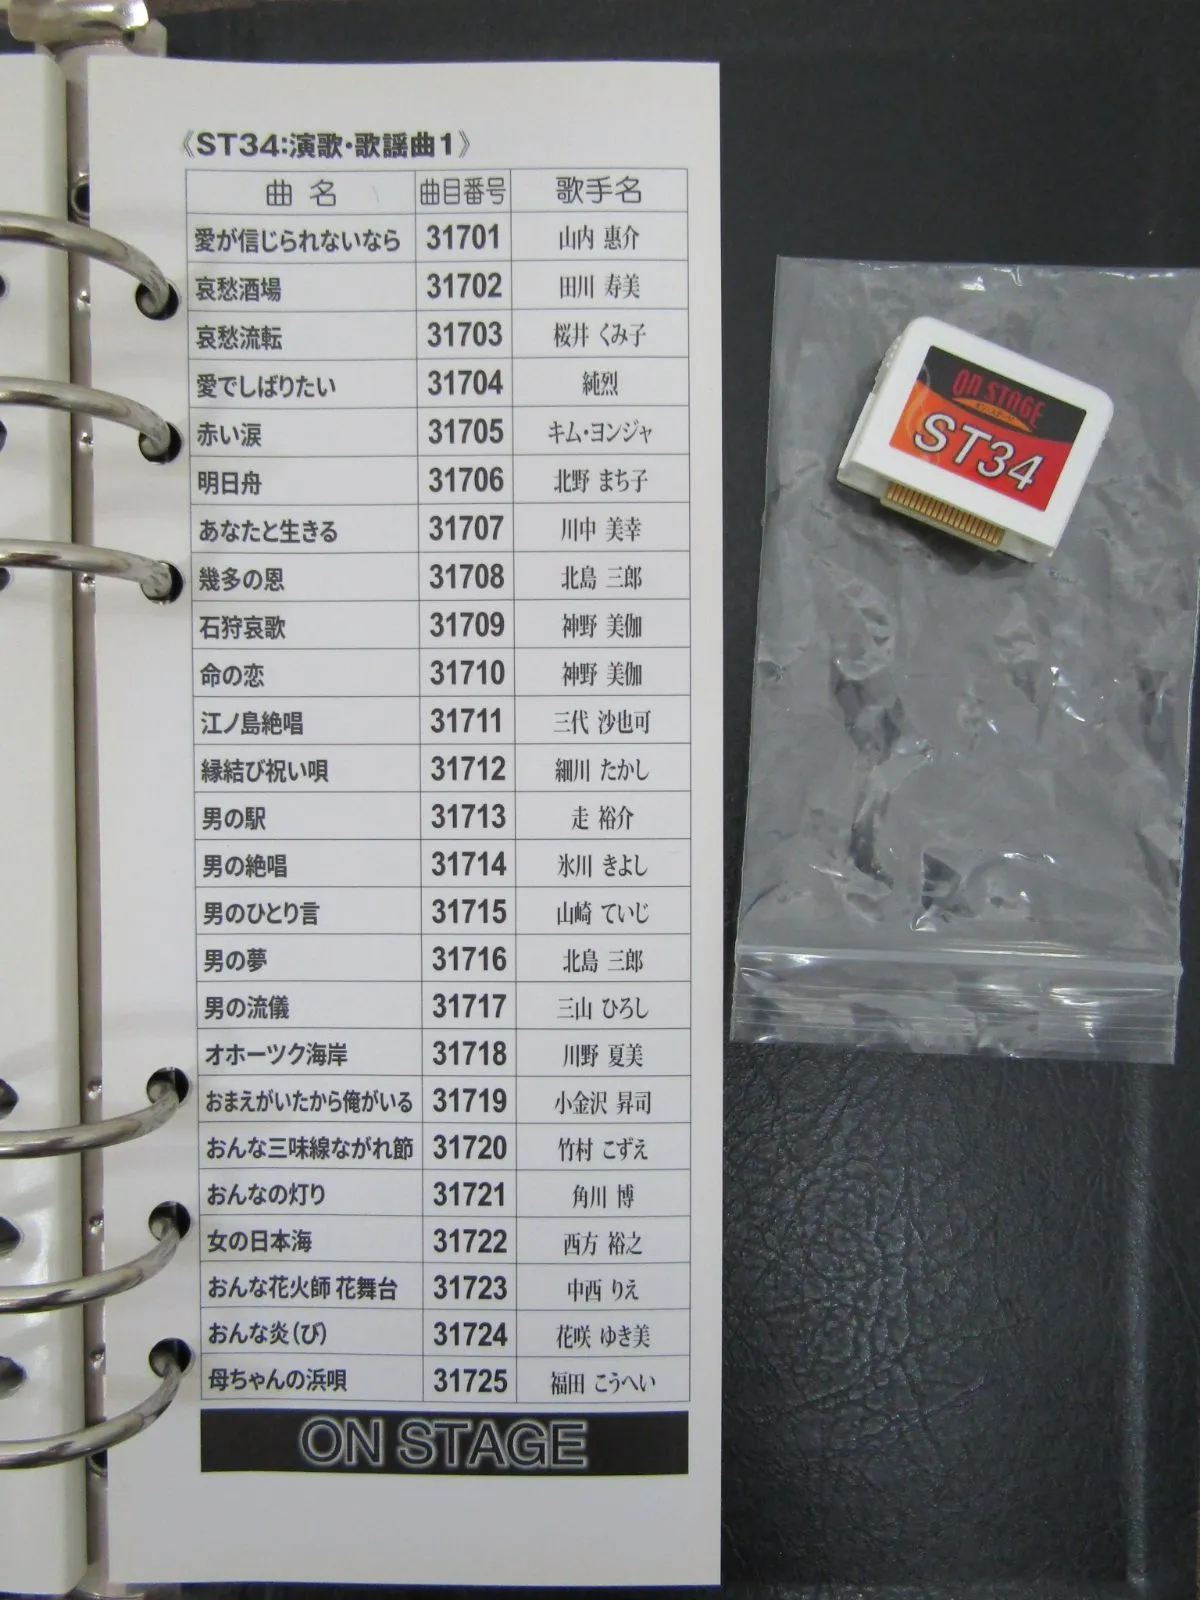 《ST34:演歌・歌謡曲1》
曲 名 曲目番号 歌手名
愛が信じられないなら 31701 山内 惠介
哀愁酒場 31702 田川 寿美
哀愁流転 31703 桜井 くみ子
愛でしばりたい 31704 純烈
赤い涙 31705 キム・ヨンジャ
明日舟 31706 北野 まち子
あなたと生きる 31707 川中 美幸
幾多の恩 31708 北島 三郎
石狩哀歌 31709 神野 美伽
命の恋 31710 神野 美伽
江ノ島絶唱 31711 三代 沙也可
縁結び祝い唄 31712 細川 たかし
男の駅 31713 走 裕介
男の絶唱 31714 氷川 きよし
男のひとり言 31715 山崎 ていじ
男の夢 31716 北島 三郎
男の流儀 31717 三山 ひろし
オホーツク海岸 31718 川野 夏美
おまえがいたから俺がいる 31719 小金沢 昇司
おんな三味線ながれ節 31720 竹村 こずえ
おんなの灯り 31721 角川 博
女の日本海 31722 西方 裕之
おんな花火師 花舞台 31723 中西 りえ
おんな炎(び) 31724 花咲 ゆき美
母ちゃんの浜唄 31725 福田 こうへい
ON STAGE
ON STAGE
オン・ステージ
ST34